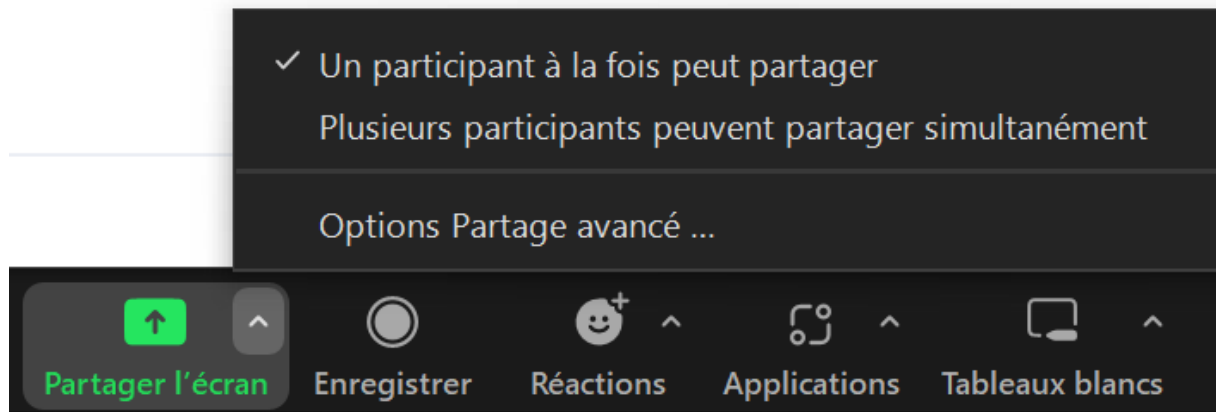 Un participant à la fois peut partager
Plusieurs participants peuvent partager simultanément
Options Partage avancé ...
Partager l’écran
Enregistrer
Réactions
Applications
Tableaux blancs